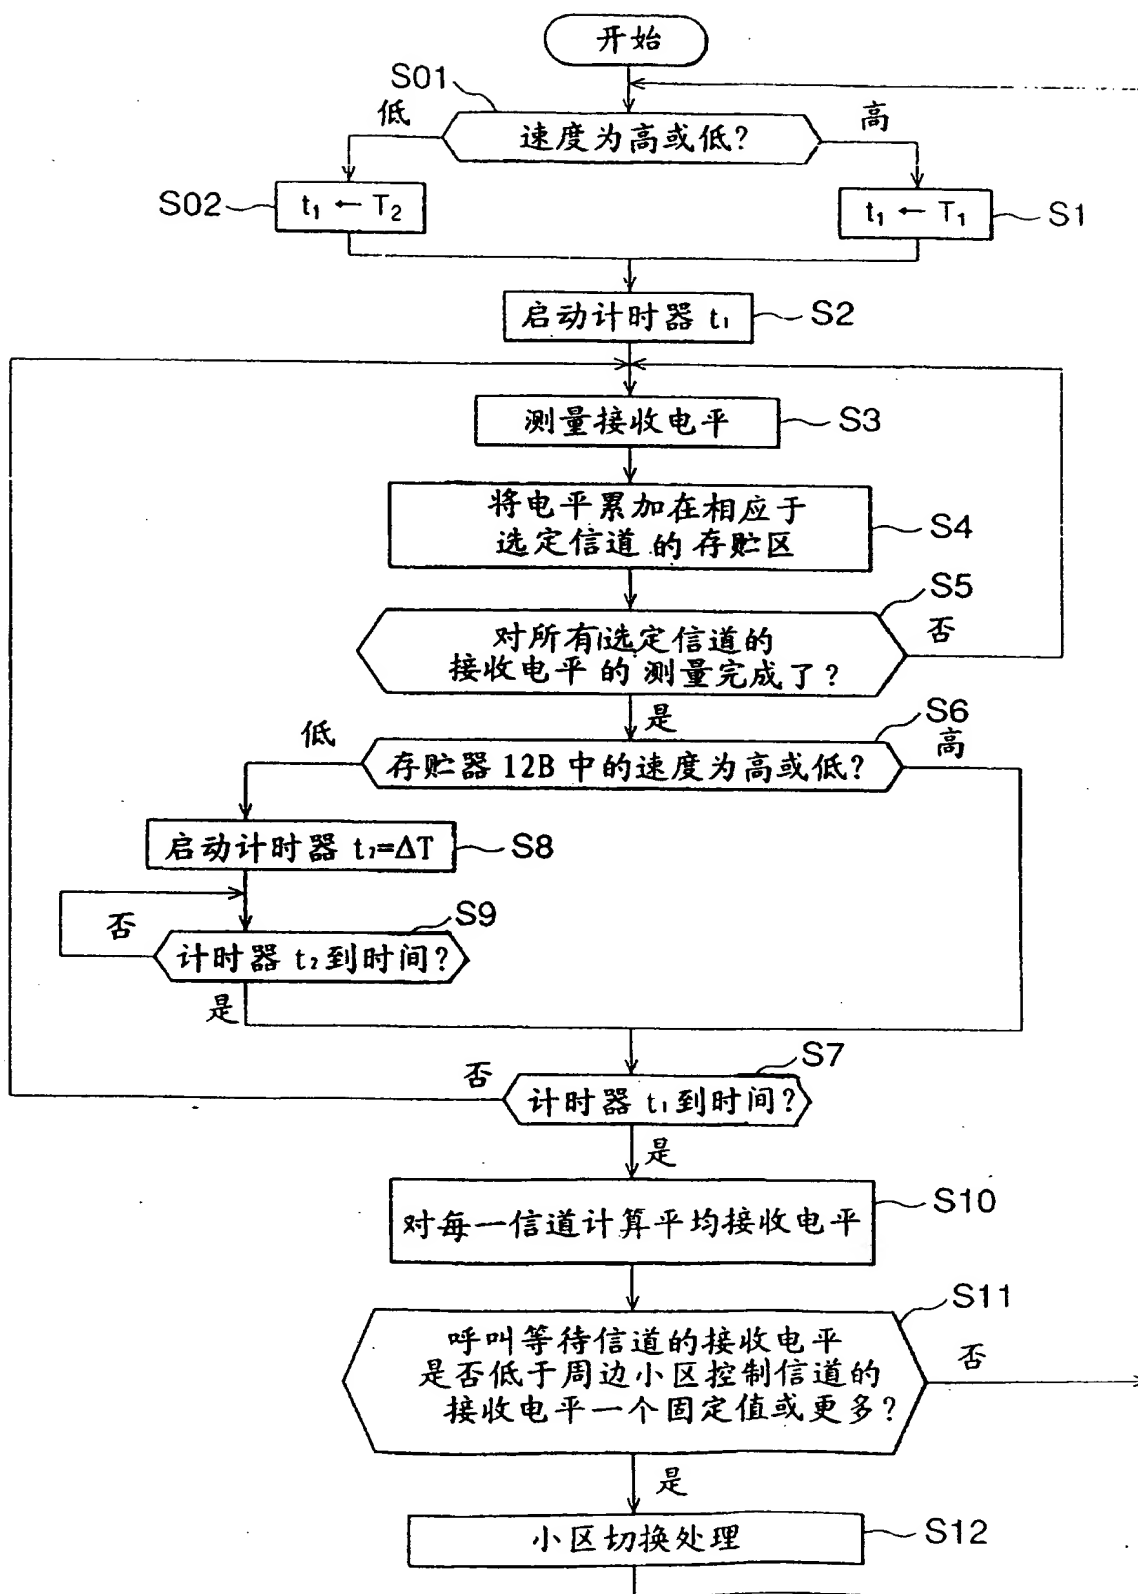 开始
S01
低
高
速度为高或低?
S02
t₁ ← T₂
t₁ ← T₁
S1
启动计时器 t₁
S2
测量接收电平
S3
将电平累加在相应于
选定信道的存贮区
S4
S5
对所有选定信道的
接收电平的测量完成了?
否
是
S6
低
高
存贮器 12B 中的速度为高或低?
启动计时器 t₂=ΔT
S8
否
S9
计时器 t₂到时间?
是
S7
否
计时器 t₁到时间?
是
对每一信道计算平均接收电平
S10
S11
呼叫等待信道的接收电平
是否低于周边小区控制信道的
接收电平一个固定值或更多?
否
是
小区切换处理
S12